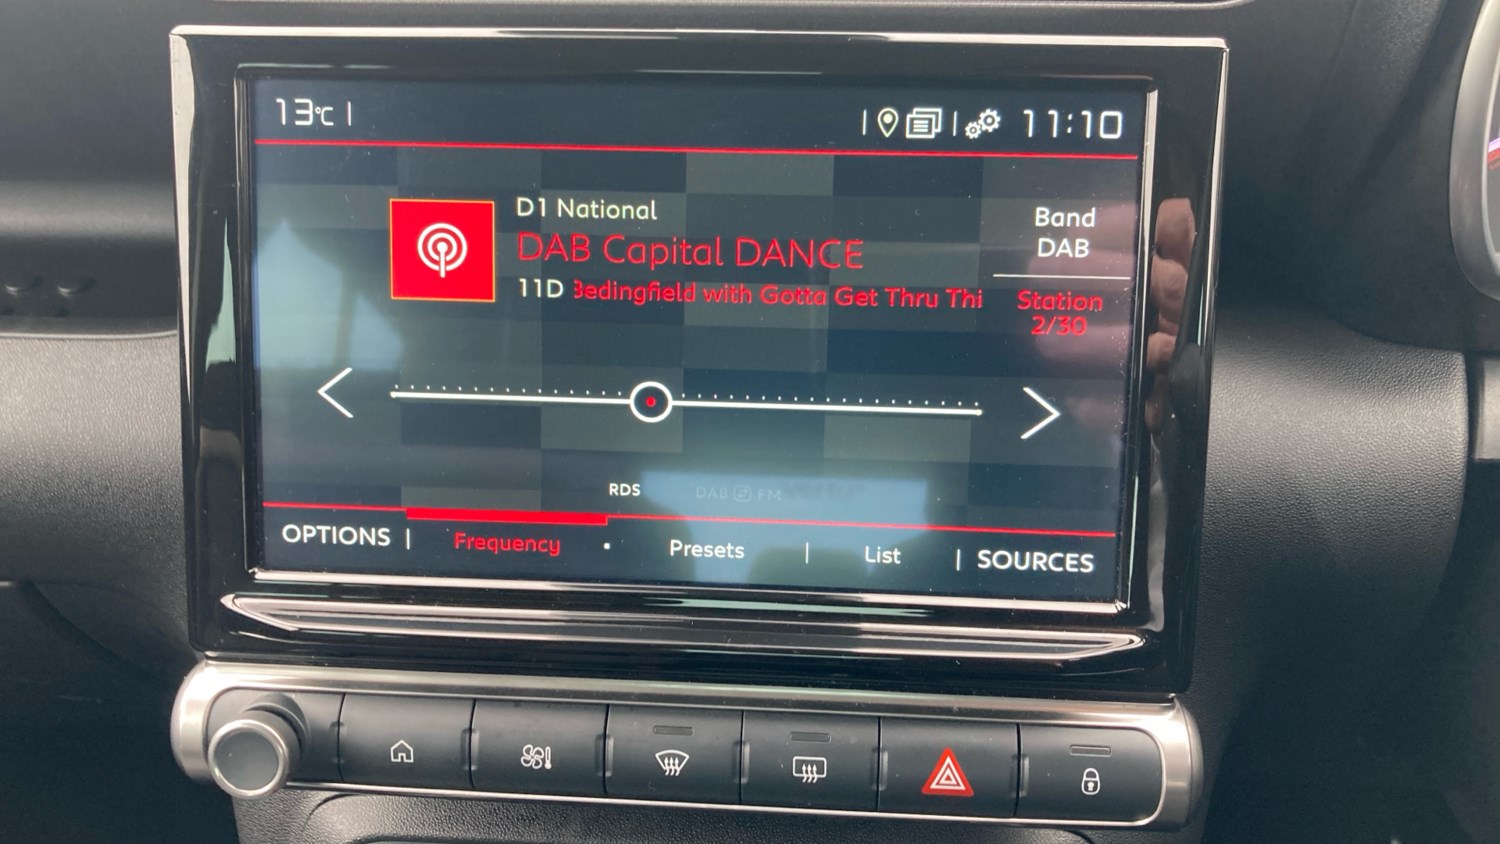 13°C
11:10
D1 National
DAB Capital DANCE
11D Bedingfield with Gotta Get Thru Thi
Band
DAB
Station
2/30
RDS
DAB FM
OPTIONS
Frequency
Presets
List
SOURCES